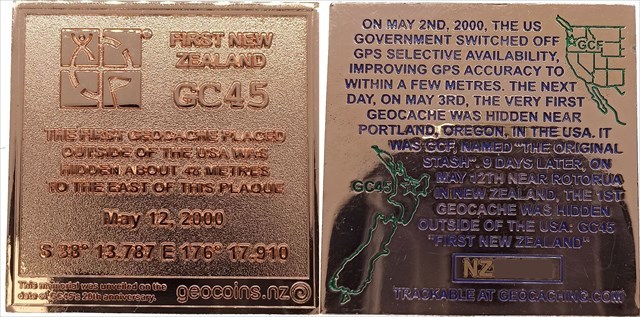 FIRST NEW
ZEALAND
GC45
THE FIRST GEOCACHE PLACED
OUTSIDE OF THE USA WAS
HIDDEN ABOUT 48 METRES
TO THE EAST OF THIS PLAQUE
May 12, 2000
S 38° 13.787 E 176° 17.910
This memorial was unveiled on the
date of GC45's 20th anniversary.
geocoins.nz
ON MAY 2ND, 2000, THE US
GOVERNMENT SWITCHED OFF
GPS SELECTIVE AVAILABILITY,
IMPROVING GPS ACCURACY TO
WITHIN A FEW METRES. THE NEXT
DAY, ON MAY 3RD, THE VERY FIRST
GEOCACHE WAS HIDDEN NEAR
PORTLAND, OREGON, IN THE USA. IT
WAS GCF, NAMED "THE ORIGINAL
STASH". 9 DAYS LATER, ON
MAY 12TH NEAR ROTORUA
IN NEW ZEALAND, THE 1ST
GEOCACHE WAS HIDDEN
OUTSIDE OF THE USA: GC45
"FIRST NEW ZEALAND"
GCF
GC45
NZ
TRACKABLE AT GEOCACHING.COM